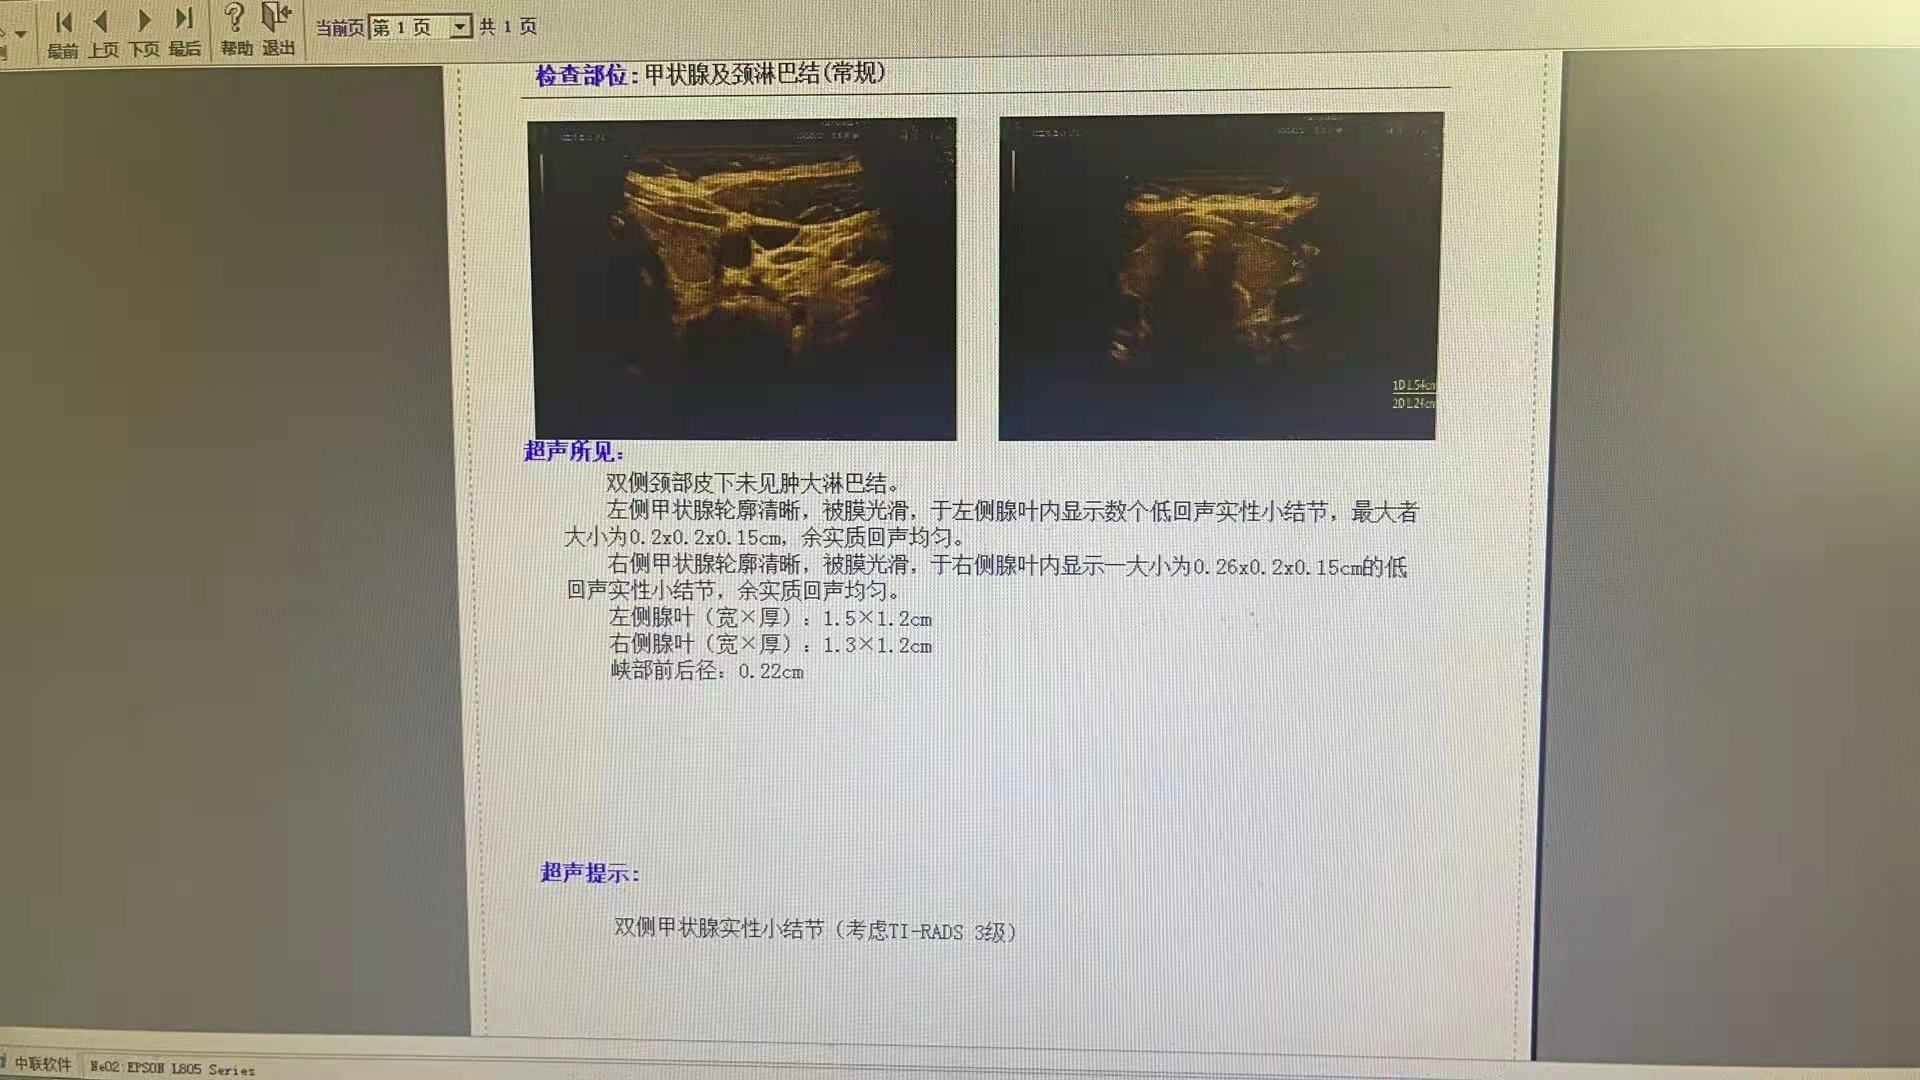 最前 上页 下页 最后 帮助 退出 当前页 第 1 页 共 1 页
检查部位:甲状腺及颈淋巴结(常规)
1D 1.54cm
2D 1.24cm
超声所见:
双侧颈部皮下未见肿大淋巴结。
左侧甲状腺轮廓清晰，被膜光滑，于左侧腺叶内显示数个低回声实性小结节，最大者
大小为0.2x0.2x0.15cm，余实质回声均匀。
右侧甲状腺轮廓清晰，被膜光滑，于右侧腺叶内显示一大小为0.26x0.2x0.15cm的低
回声实性小结节，余实质回声均匀。
左侧腺叶（宽×厚）: 1.5×1.2cm
右侧腺叶（宽×厚）: 1.3×1.2cm
峡部前后径: 0.22cm
超声提示:
双侧甲状腺实性小结节（考虑TI-RADS 3级）
中联软件 Ne02:EPSON L805 Series